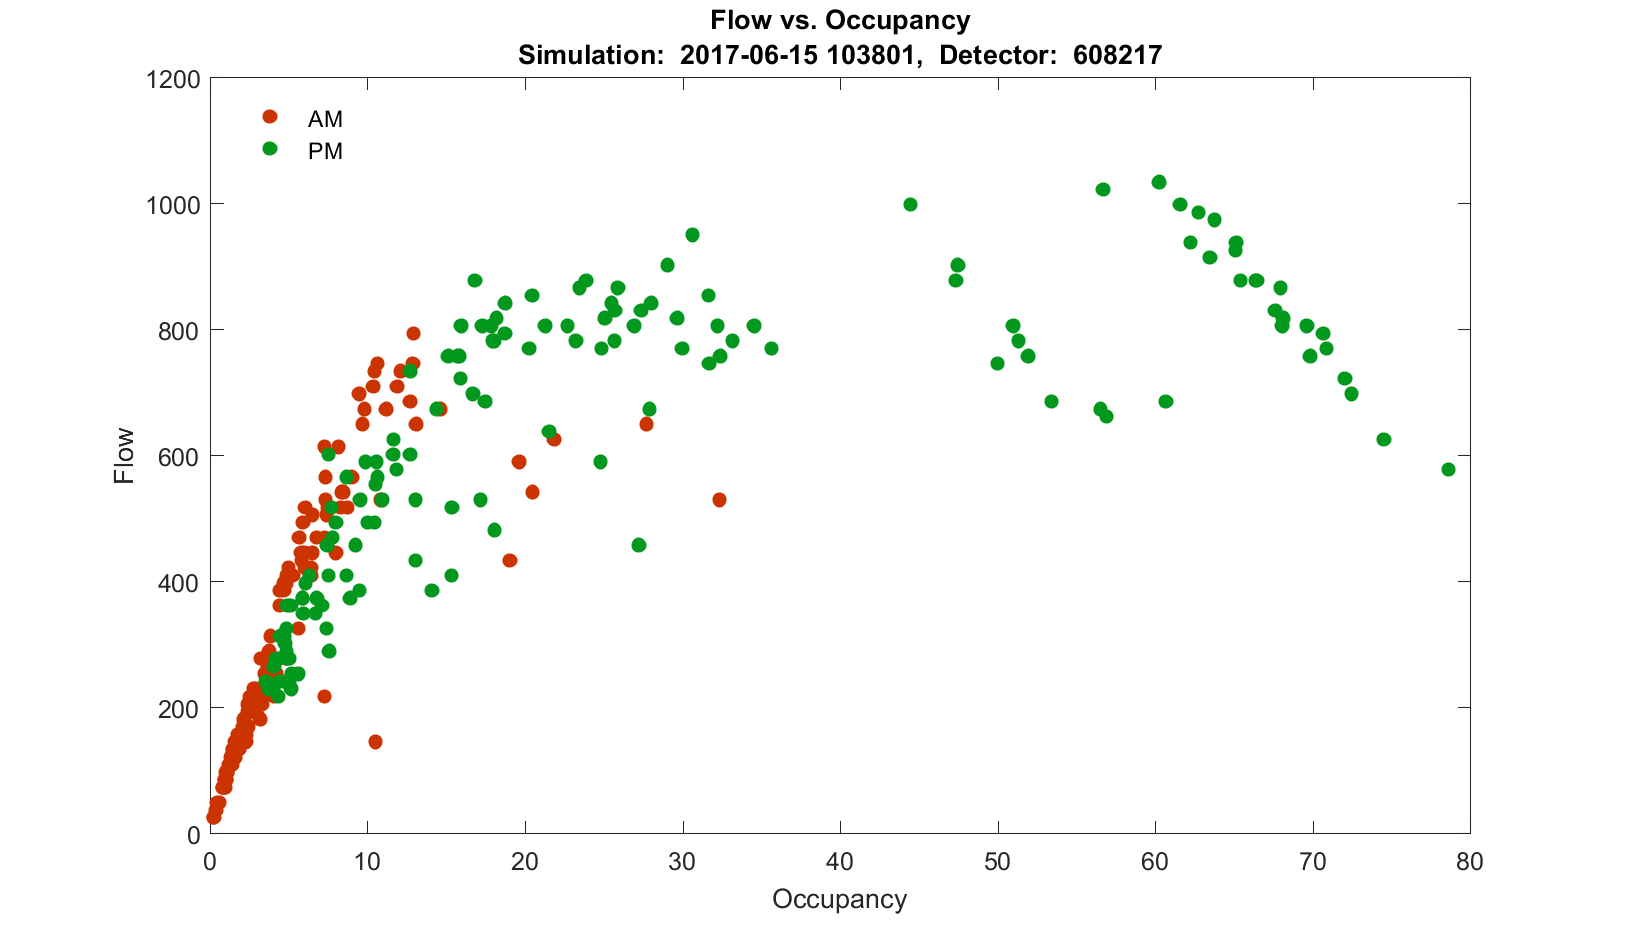 Flow vs. Occupancy
Simulation:  2017-06-15 103801,  Detector:  608217
1200
1000
800
600
400
200
0
Flow
AM
PM
0 10 20 30 40 50 60 70 80
Occupancy